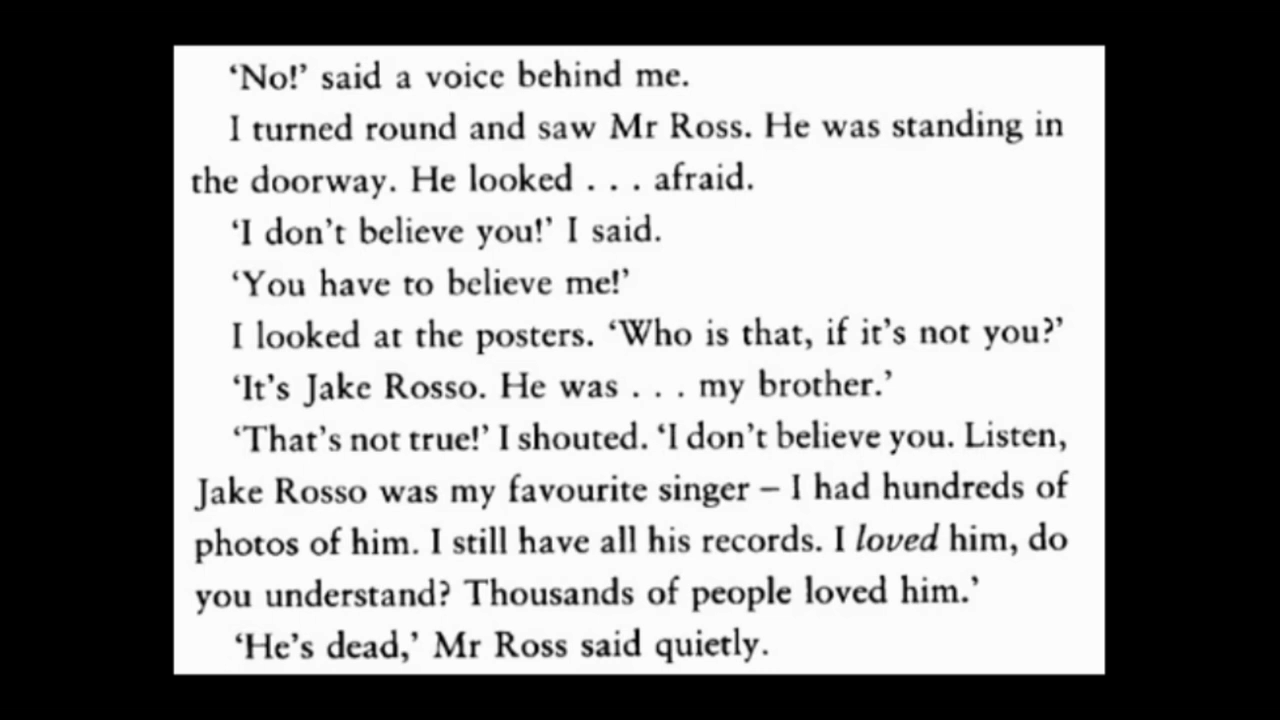 ‘No!’ said a voice behind me.
I turned round and saw Mr Ross. He was standing in
the doorway. He looked . . . afraid.
‘I don’t believe you!’ I said.
‘You have to believe me!’
I looked at the posters. ‘Who is that, if it’s not you?’
‘It’s Jake Rosso. He was . . . my brother.’
‘That’s not true!’ I shouted. ‘I don’t believe you. Listen,
Jake Rosso was my favourite singer – I had hundreds of
photos of him. I still have all his records. I loved him, do
you understand? Thousands of people loved him.’
‘He’s dead,’ Mr Ross said quietly.